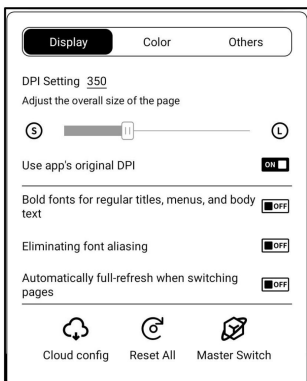 Display Color Others
DPI Setting 350
Adjust the overall size of the page
S L
Use app's original DPI ON
Bold fonts for regular titles, menus, and body
text OFF
Eliminating font aliasing OFF
Automatically full-refresh when switching
pages OFF
Cloud config Reset All Master Switch